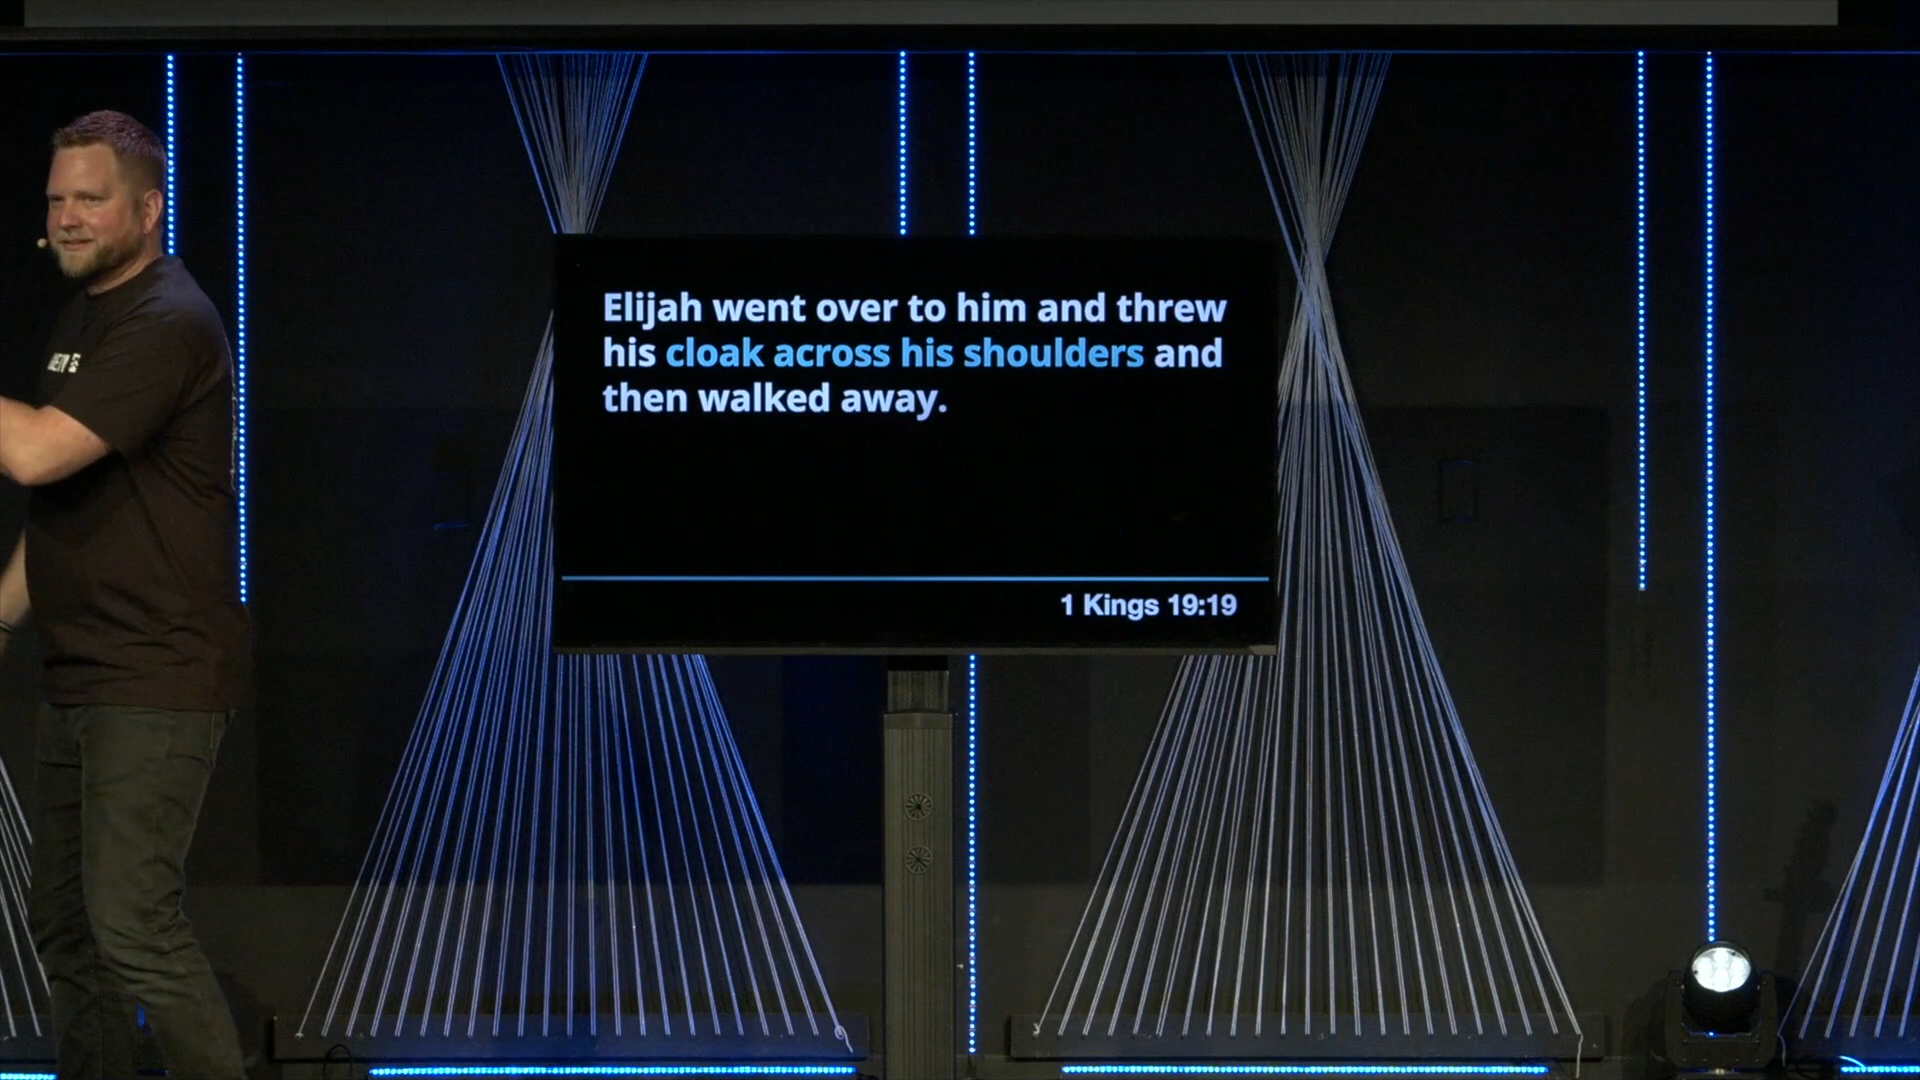 Elijah went over to him and threw
his cloak across his shoulders and
then walked away.
1 Kings 19:19